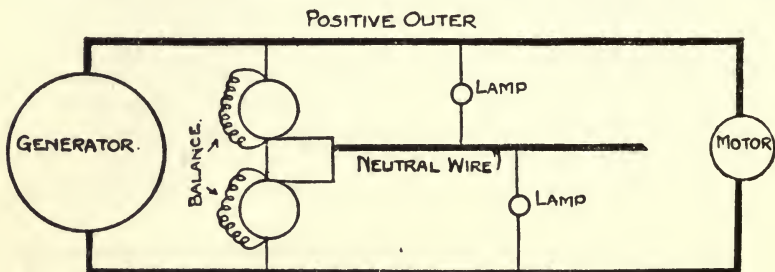 POSITIVE OUTER
LAMP
GENERATOR.
BALANCE.
NEUTRAL WIRE
MOTOR
LAMP